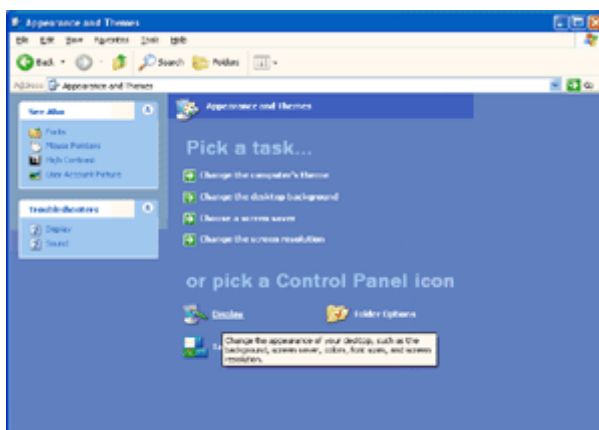 Appearance and Themes
File Edit View Favorites Tools Help
Back Search Folders
Address Appearance and Themes Go
See Also
Fonts
Mouse Pointers
High Contrast
User Account Picture
Troubleshooters
Display
Sound
Appearance and Themes
Pick a task...
Change the computer's theme
Change the desktop background
Choose a screen saver
Change the screen resolution
or pick a Control Panel icon
Display Folder Options
Change the appearance of your desktop, such as the
background, screen saver, colors, font sizes, and screen
resolution.